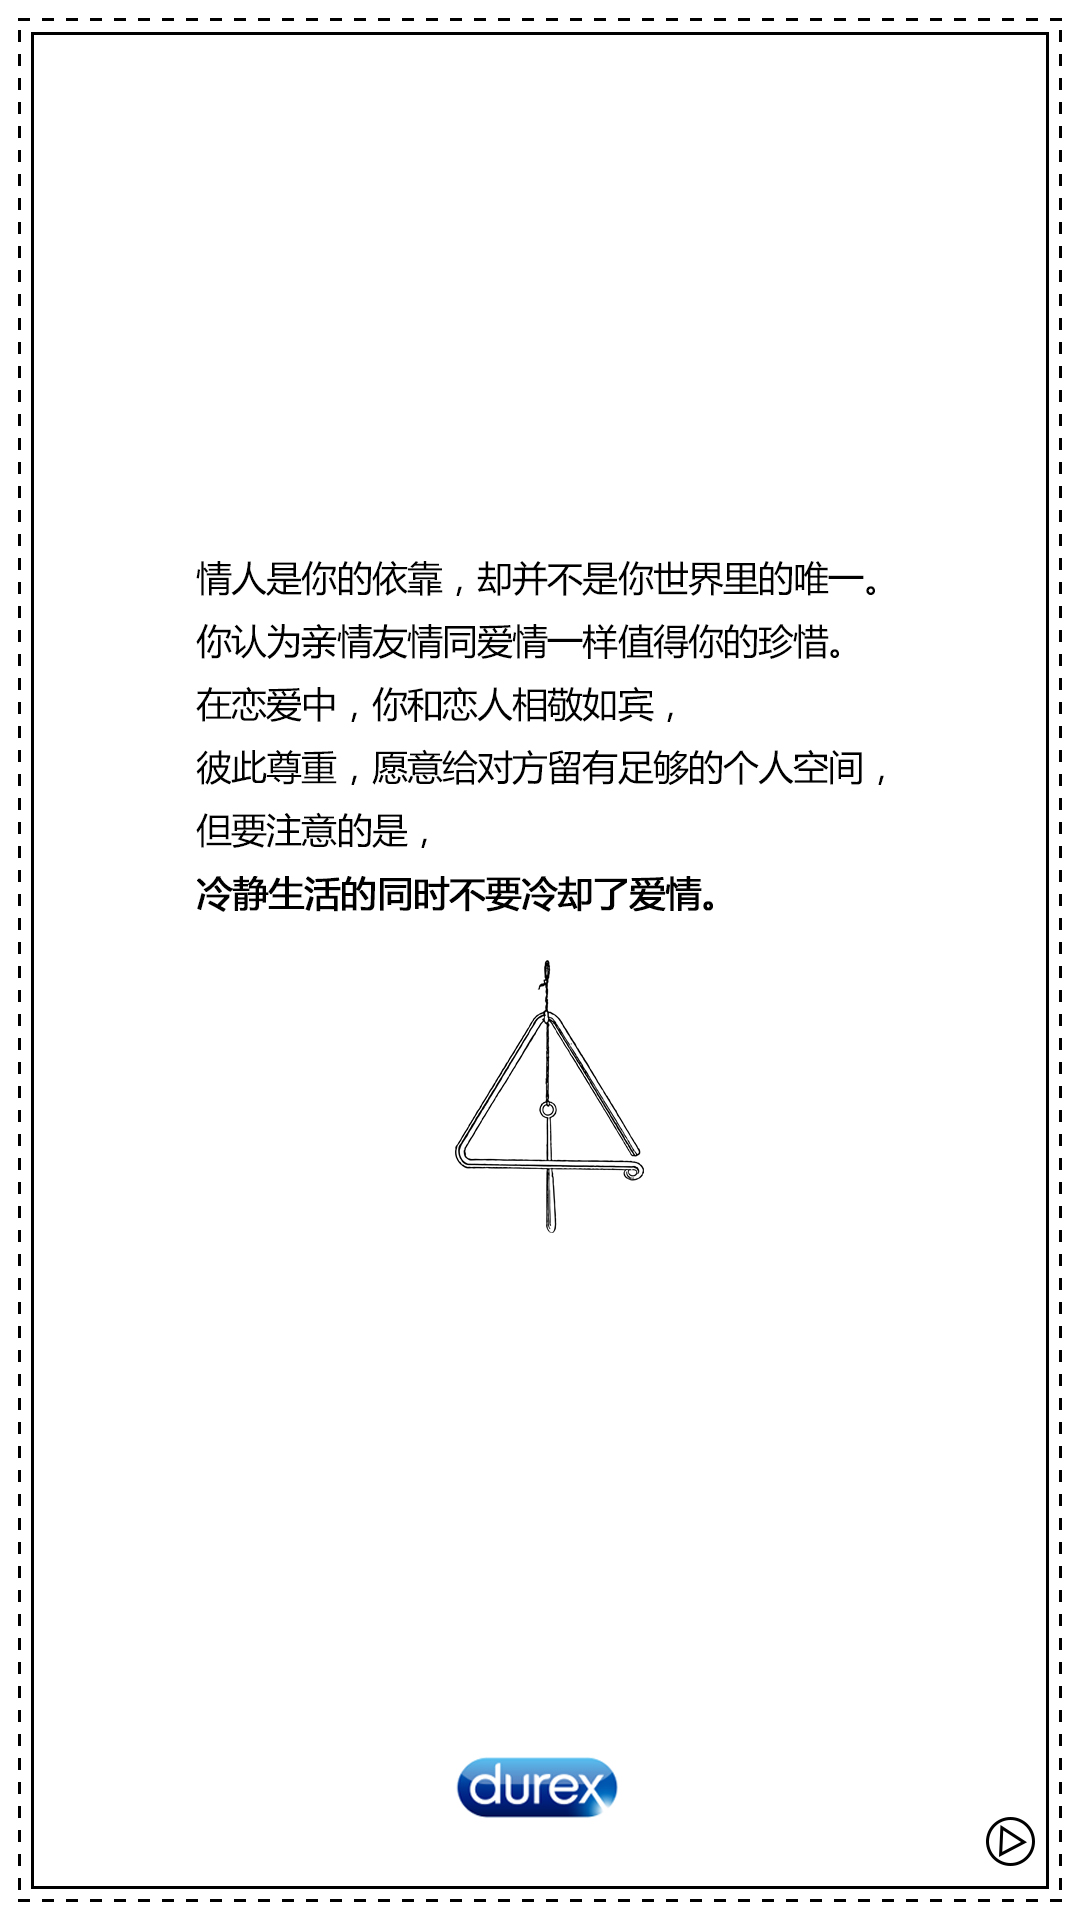 情人是你的依靠，却并不是你世界里的唯一。
你认为亲情友情同爱情一样值得你的珍惜。
在恋爱中，你和恋人相敬如宾，
彼此尊重，愿意给对方留有足够的个人空间，
但要注意的是，
冷静生活的同时不要冷却了爱情。
durex